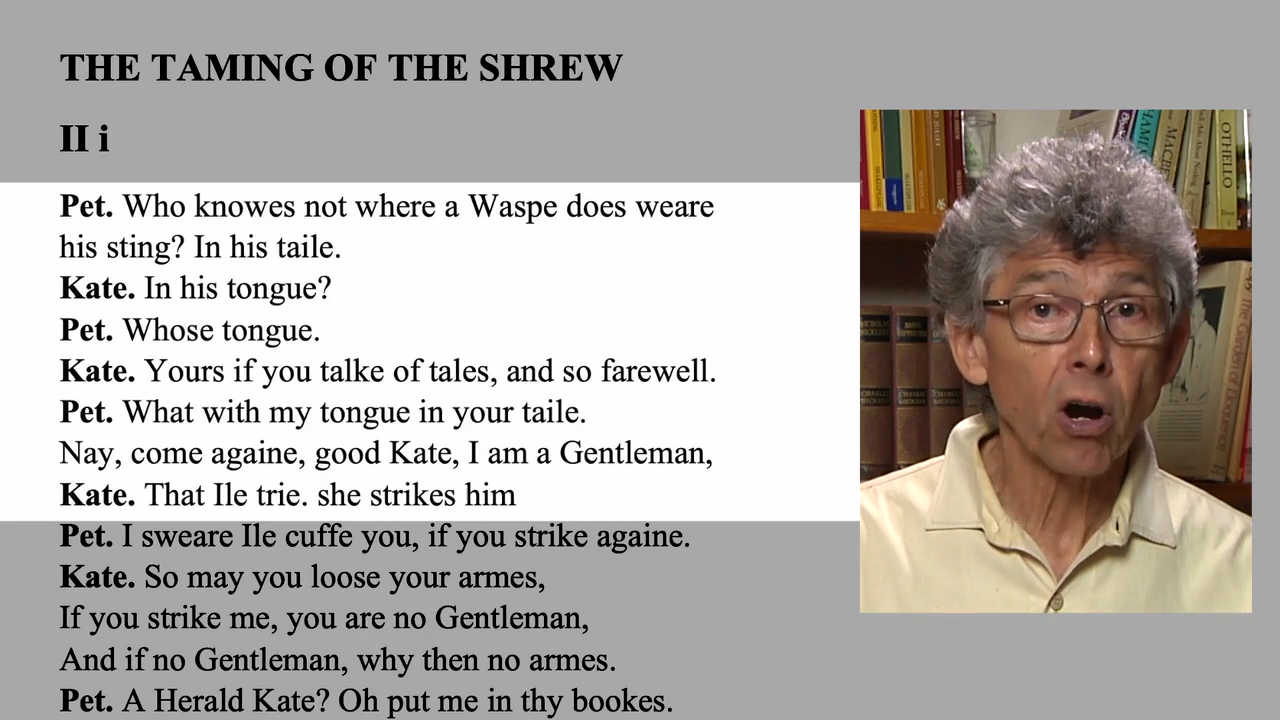 THE TAMING OF THE SHREW
II i
Pet. Who knowes not where a Waspe does weare
his sting? In his taile.
Kate. In his tongue?
Pet. Whose tongue.
Kate. Yours if you talke of tales, and so farewell.
Pet. What with my tongue in your taile.
Nay, come againe, good Kate, I am a Gentleman,
Kate. That Ile trie. she strikes him
Pet. I sweare Ile cuffe you, if you strike againe.
Kate. So may you loose your armes,
If you strike me, you are no Gentleman,
And if no Gentleman, why then no armes.
Pet. A Herald Kate? Oh put me in thy bookes.
OTHELLO